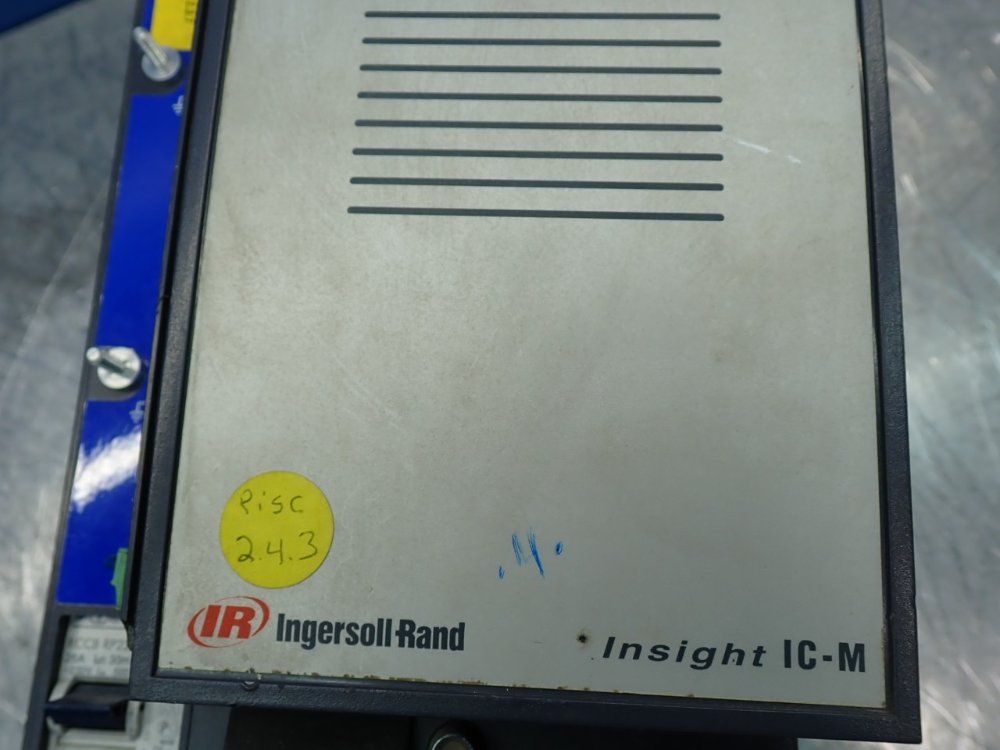 Pisc
2.4.3
IR Ingersoll-Rand
Insight IC-M